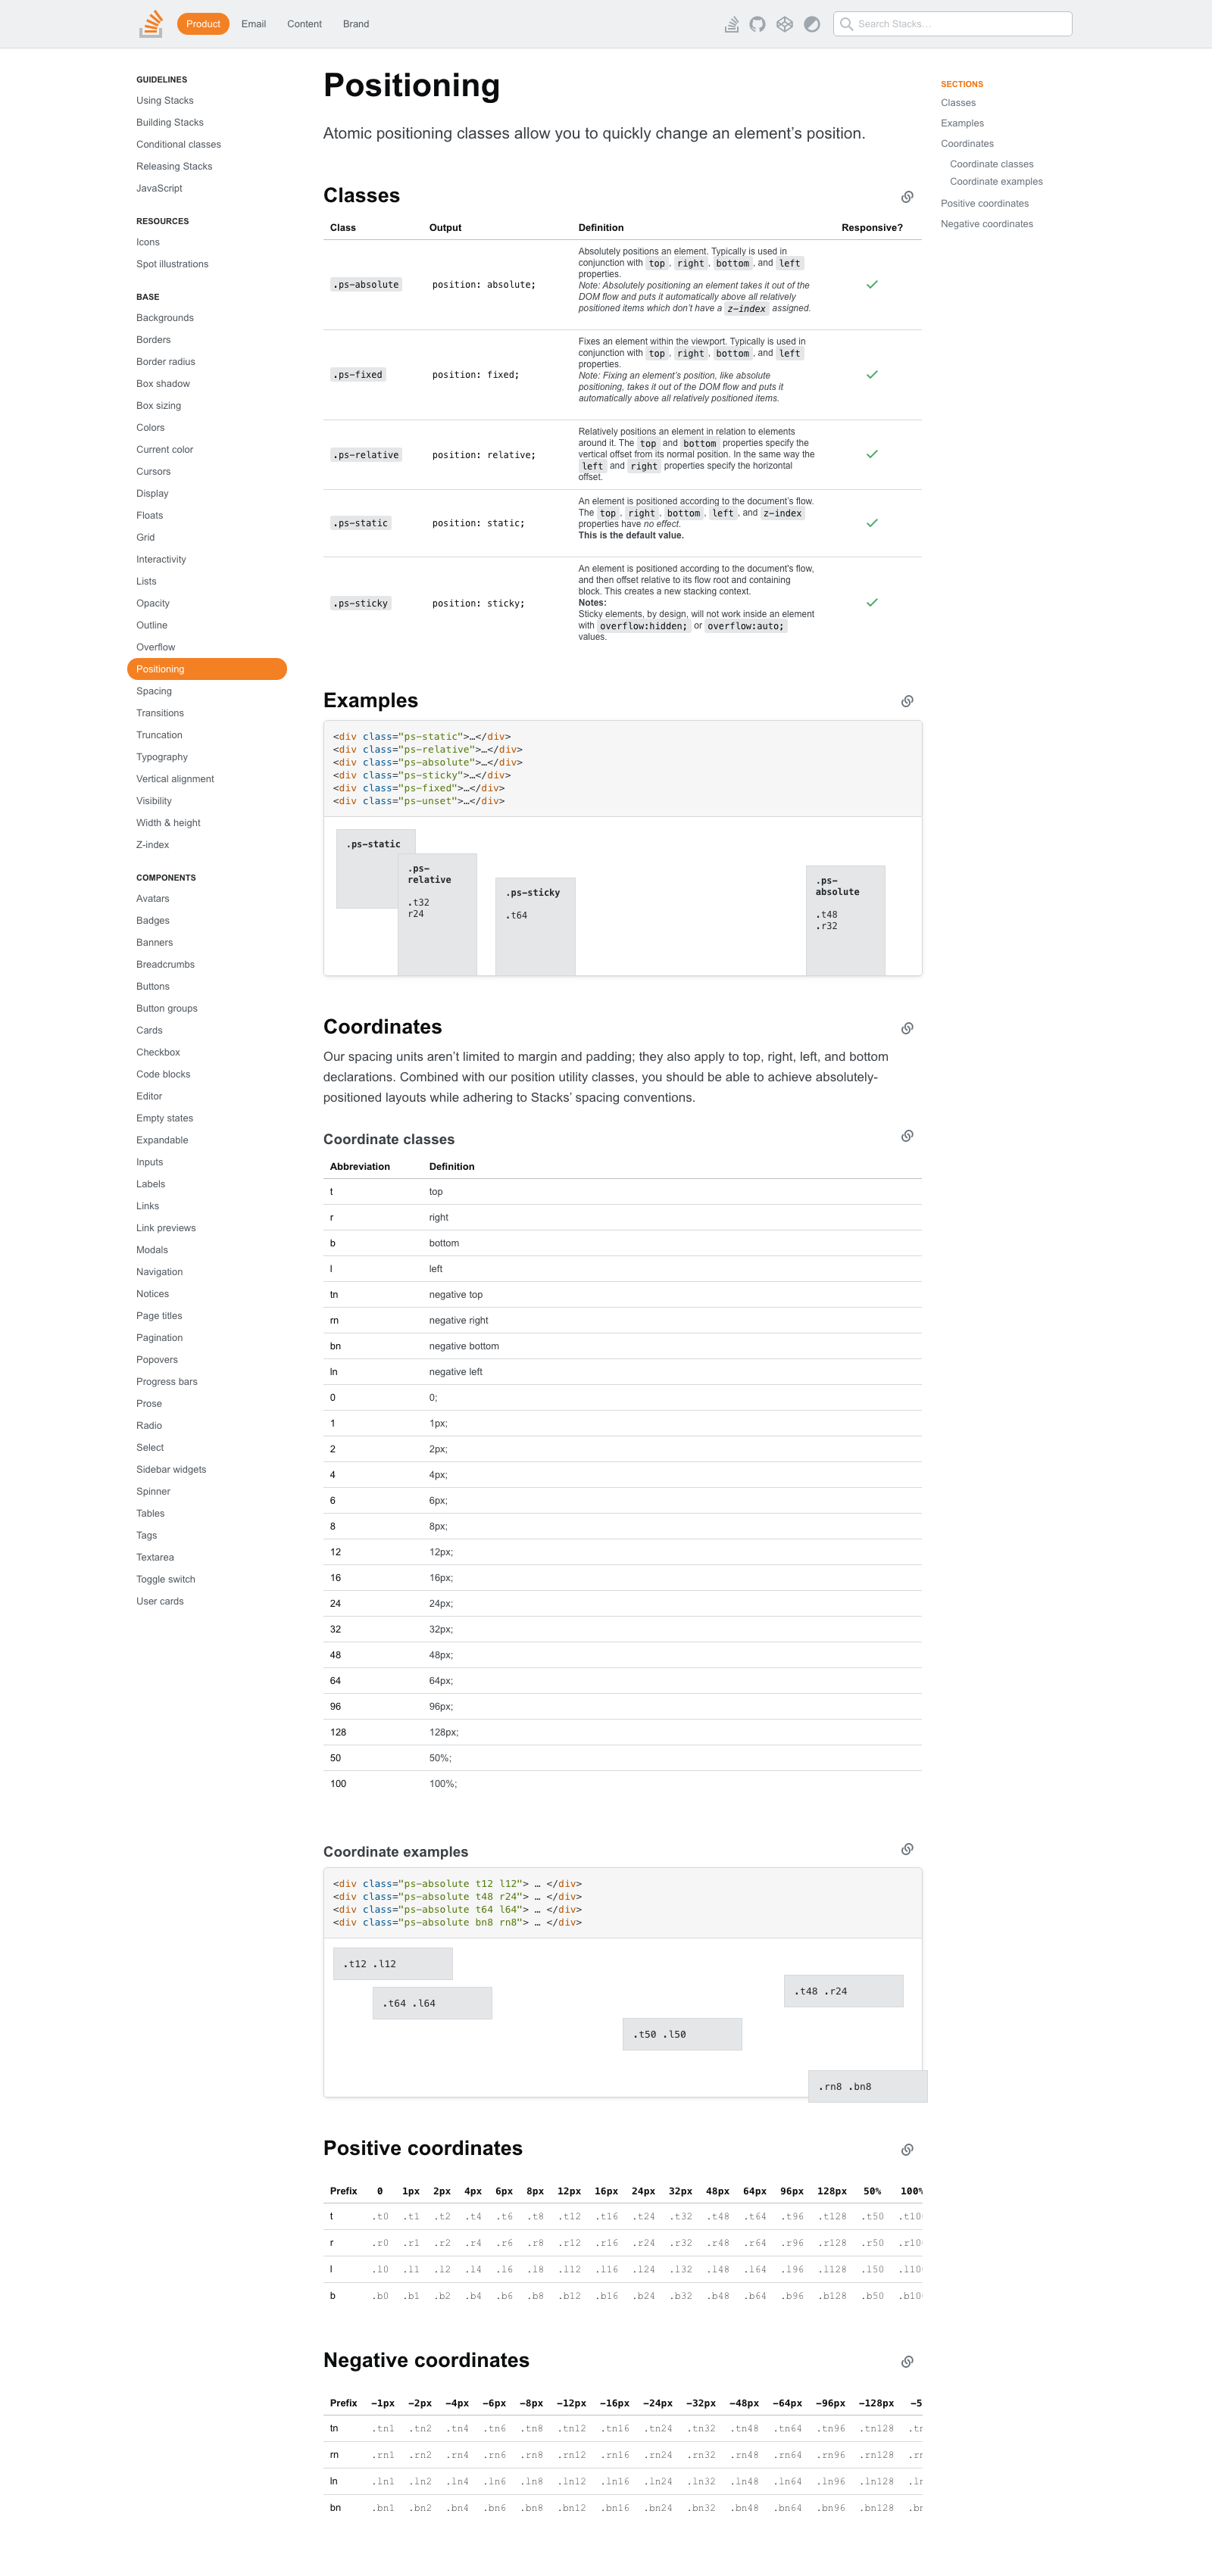 Product Email Content Brand Search Stacks…
GUIDELINES
Using Stacks
Building Stacks
Conditional classes
Releasing Stacks
JavaScript
RESOURCES
Icons
Spot illustrations
BASE
Backgrounds
Borders
Border radius
Box shadow
Box sizing
Colors
Current color
Cursors
Display
Floats
Grid
Interactivity
Lists
Opacity
Outline
Overflow
Positioning
Spacing
Transitions
Truncation
Typography
Vertical alignment
Visibility
Width & height
Z-index
COMPONENTS
Avatars
Badges
Banners
Breadcrumbs
Buttons
Button groups
Cards
Checkbox
Code blocks
Editor
Empty states
Expandable
Inputs
Labels
Links
Link previews
Modals
Navigation
Notices
Page titles
Pagination
Popovers
Progress bars
Prose
Radio
Select
Sidebar widgets
Spinner
Tables
Tags
Textarea
Toggle switch
User cards
Positioning
Atomic positioning classes allow you to quickly change an element’s position.
Classes
Class Output Definition Responsive?
.ps-absolute position: absolute;
Absolutely positions an element. Typically is used in
conjunction with top, right, bottom, and left
properties.
Note: Absolutely positioning an element takes it out of the
DOM flow and puts it automatically above all relatively
positioned items which don’t have a z-index assigned.
.ps-fixed position: fixed;
Fixes an element within the viewport. Typically is used in
conjunction with top, right, bottom, and left
properties.
Note: Fixing an element’s position, like absolute
positioning, takes it out of the DOM flow and puts it
automatically above all relatively positioned items.
.ps-relative position: relative;
Relatively positions an element in relation to elements
around it. The top and bottom properties specify the
vertical offset from its normal position. In the same way the
left and right properties specify the horizontal
offset.
.ps-static position: static;
An element is positioned according to the document’s flow.
The top, right, bottom, left, and z-index
properties have no effect.
This is the default value.
.ps-sticky position: sticky;
An element is positioned according to the document's flow,
and then offset relative to its flow root and containing
block. This creates a new stacking context.
Notes:
Sticky elements, by design, will not work inside an element
with overflow:hidden; or overflow:auto;
values.
Examples
<div class="ps-static">…</div>
<div class="ps-relative">…</div>
<div class="ps-absolute">…</div>
<div class="ps-sticky">…</div>
<div class="ps-fixed">…</div>
<div class="ps-unset">…</div>
.ps-static
.ps-
relative
.t32
r24
.ps-sticky
.t64
.ps-
absolute
.t48
.r32
Coordinates
Our spacing units aren’t limited to margin and padding; they also apply to top, right, left, and bottom
declarations. Combined with our position utility classes, you should be able to achieve absolutely-
positioned layouts while adhering to Stacks’ spacing conventions.
Coordinate classes
Abbreviation Definition
t top
r right
b bottom
l left
tn negative top
rn negative right
bn negative bottom
ln negative left
0 0;
1 1px;
2 2px;
4 4px;
6 6px;
8 8px;
12 12px;
16 16px;
24 24px;
32 32px;
48 48px;
64 64px;
96 96px;
128 128px;
50 50%;
100 100%;
Coordinate examples
<div class="ps-absolute t12 l12"> … </div>
<div class="ps-absolute t48 r24"> … </div>
<div class="ps-absolute t64 l64"> … </div>
<div class="ps-absolute bn8 rn8"> … </div>
.t12 .l12
.t48 .r24
.t64 .l64
.t50 .l50
.rn8 .bn8
Positive coordinates
Prefix 0 1px 2px 4px 6px 8px 12px 16px 24px 32px 48px 64px 96px 128px 50% 100%
t .t0 .t1 .t2 .t4 .t6 .t8 .t12 .t16 .t24 .t32 .t48 .t64 .t96 .t128 .t50 .t10
r .r0 .r1 .r2 .r4 .r6 .r8 .r12 .r16 .r24 .r32 .r48 .r64 .r96 .r128 .r50 .r10
l .l0 .l1 .l2 .l4 .l6 .l8 .l12 .l16 .l24 .l32 .l48 .l64 .l96 .l128 .l50 .l10
b .b0 .b1 .b2 .b4 .b6 .b8 .b12 .b16 .b24 .b32 .b48 .b64 .b96 .b128 .b50 .b10
Negative coordinates
Prefix -1px -2px -4px -6px -8px -12px -16px -24px -32px -48px -64px -96px -128px -5
tn .tn1 .tn2 .tn4 .tn6 .tn8 .tn12 .tn16 .tn24 .tn32 .tn48 .tn64 .tn96 .tn128 .tn
rn .rn1 .rn2 .rn4 .rn6 .rn8 .rn12 .rn16 .rn24 .rn32 .rn48 .rn64 .rn96 .rn128 .rn
ln .ln1 .ln2 .ln4 .ln6 .ln8 .ln12 .ln16 .ln24 .ln32 .ln48 .ln64 .ln96 .ln128 .ln
bn .bn1 .bn2 .bn4 .bn6 .bn8 .bn12 .bn16 .bn24 .bn32 .bn48 .bn64 .bn96 .bn128 .bn
SECTIONS
Classes
Examples
Coordinates
Coordinate classes
Coordinate examples
Positive coordinates
Negative coordinates